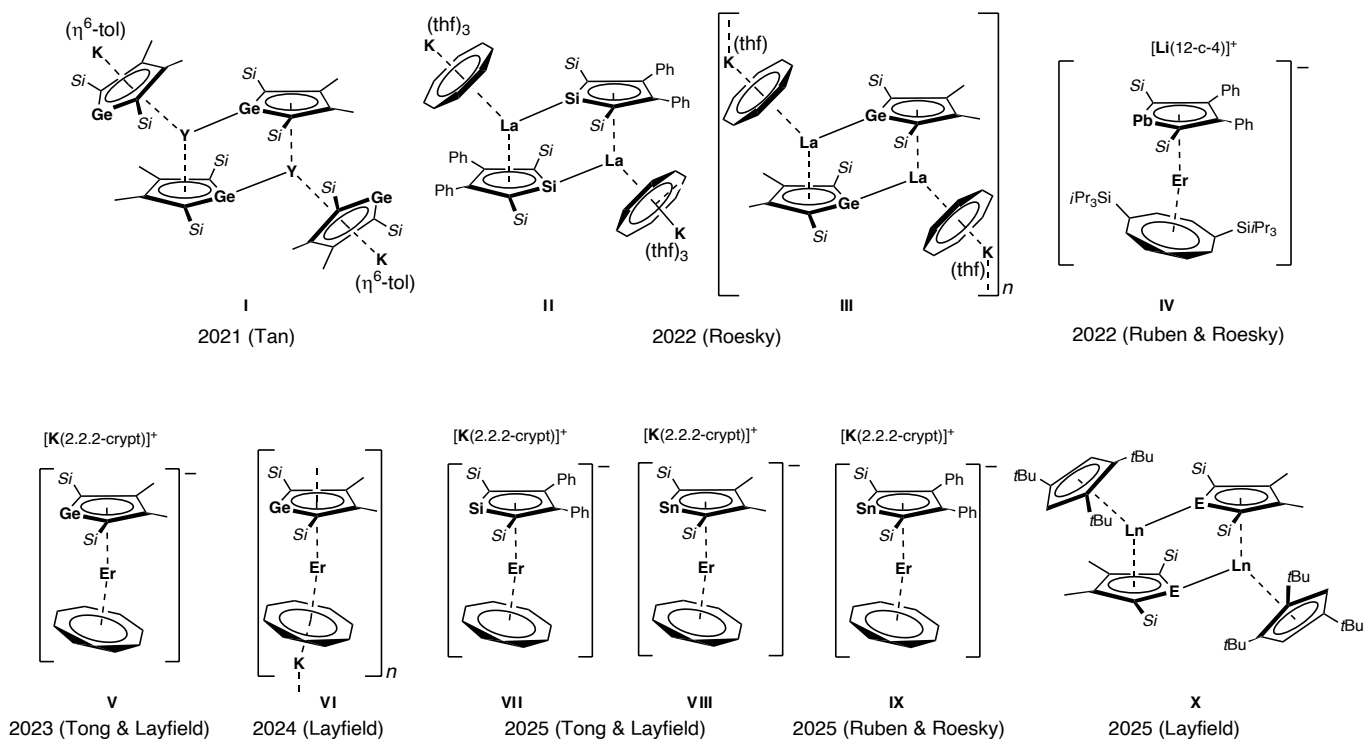 (η⁶-tol)
K
Si
Ge
Si
Y
Ge
Si
Si
Si
Ge
Si
Y
Si
Ge
Si
K
(η⁶-tol)
I
2021 (Tan)
(thf)₃
K
La
Si
Si
Ph
Ph
Si
Ph
Ph
Si
Si
Si
La
K
(thf)₃
II
(thf)
K
La
Si
Ge
Si
Si
Ge
Si
La
K
(thf)
n
III
2022 (Roesky)
[Li(12-c-4)]⁺
–
Si
Ph
Pb
Ph
Si
Er
iPr₃Si
SiiPr₃
IV
2022 (Ruben & Roesky)
[K(2.2.2-crypt)]⁺
–
Si
Ge
Si
Er
V
2023 (Tong & Layfield)
Si
Ge
Si
Er
K
n
VI
2024 (Layfield)
[K(2.2.2-crypt)]⁺
–
Si
Ph
Si
Ph
Si
Er
VII
[K(2.2.2-crypt)]⁺
–
Si
Sn
Si
Er
VIII
2025 (Tong & Layfield)
[K(2.2.2-crypt)]⁺
–
Si
Ph
Sn
Ph
Si
Er
IX
2025 (Ruben & Roesky)
tBu
tBu
tBu
Ln
Si
E
Si
Si
E
Si
Ln
tBu
tBu
tBu
X
2025 (Layfield)